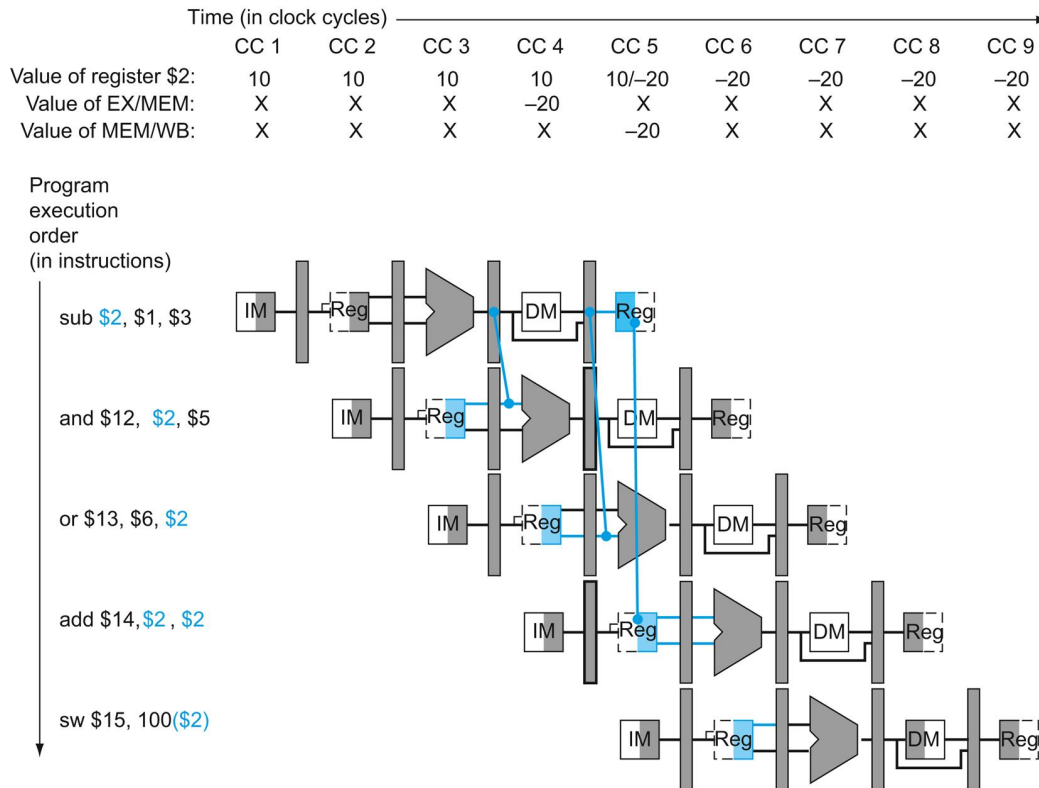 Time (in clock cycles)
CC 1 CC 2 CC 3 CC 4 CC 5 CC 6 CC 7 CC 8 CC 9
Value of register $2: 10 10 10 10 10/–20 –20 –20 –20 –20
Value of EX/MEM: X X X –20 X X X X X
Value of MEM/WB: X X X X –20 X X X X
Program
execution
order
(in instructions)
sub $2, $1, $3
IM Reg DM Reg
and $12, $2, $5
IM Reg DM Reg
or $13, $6, $2
IM Reg DM Reg
add $14,$2 , $2
IM Reg DM Reg
sw $15, 100($2)
IM Reg DM Reg